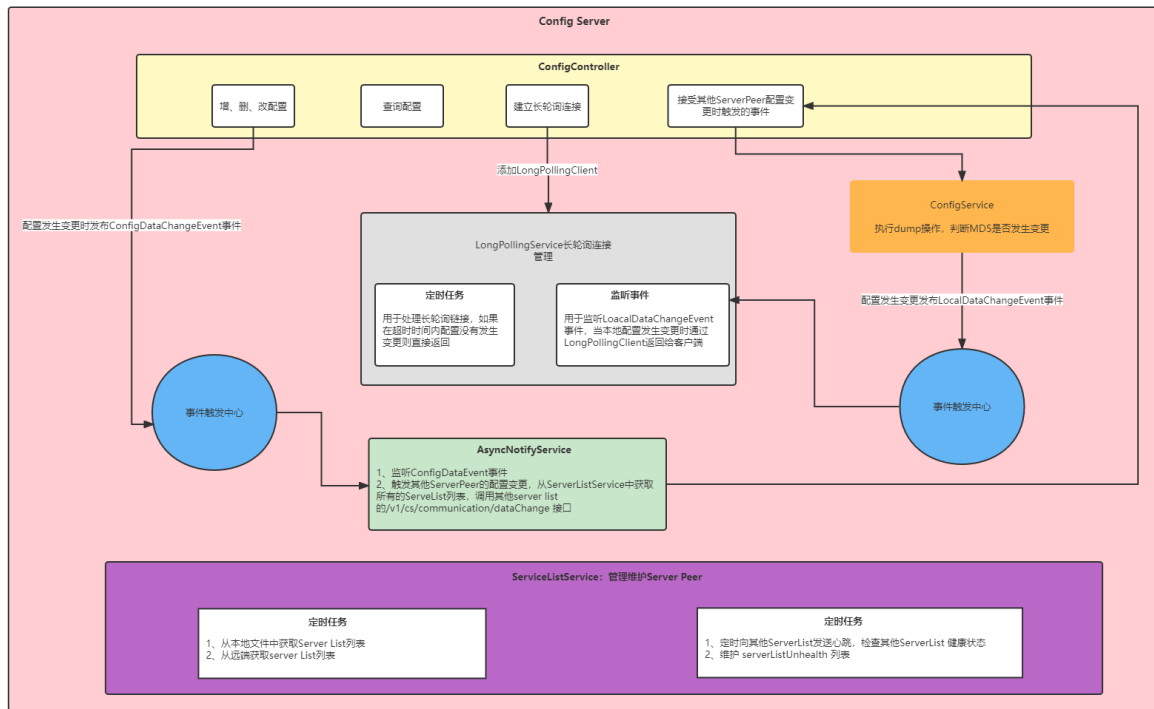 Config Server
ConfigController
增、删、改配置
查询配置
建立长轮询连接
接受其他ServerPeer配置变
更时触发的事件
添加LongPollingClient
配置发生变更时发布ConfigDataChangeEvent事件
ConfigService
执行dump操作，判断MD5是否发生变更
LongPollingService长轮询连接
管理
定时任务
用于处理长轮询链接，如果
在超时时间内配置没有发生
变更则直接返回
监听事件
用于监听LoacalDataChangeEvent
事件，当本地配置发生变更时通过
LongPollingClient返回给客户端
配置发生变更发布LocalDataChangeEvent事件
事件触发中心
事件触发中心
AsyncNotifyService
1、监听ConfigDataEvent事件
2、触发其他ServerPeer的配置变更，从ServerListService中获取
所有的ServeList列表，调用其他server list
的/v1/cs/communication/dataChange 接口
ServiceListService：管理维护Server Peer
定时任务
1、从本地文件中获取Server List列表
2、从远端获取server List列表
定时任务
1、定时向其他ServerList发送心跳，检查其他ServerList 健康状态
2、维护 serverListUnhealth 列表